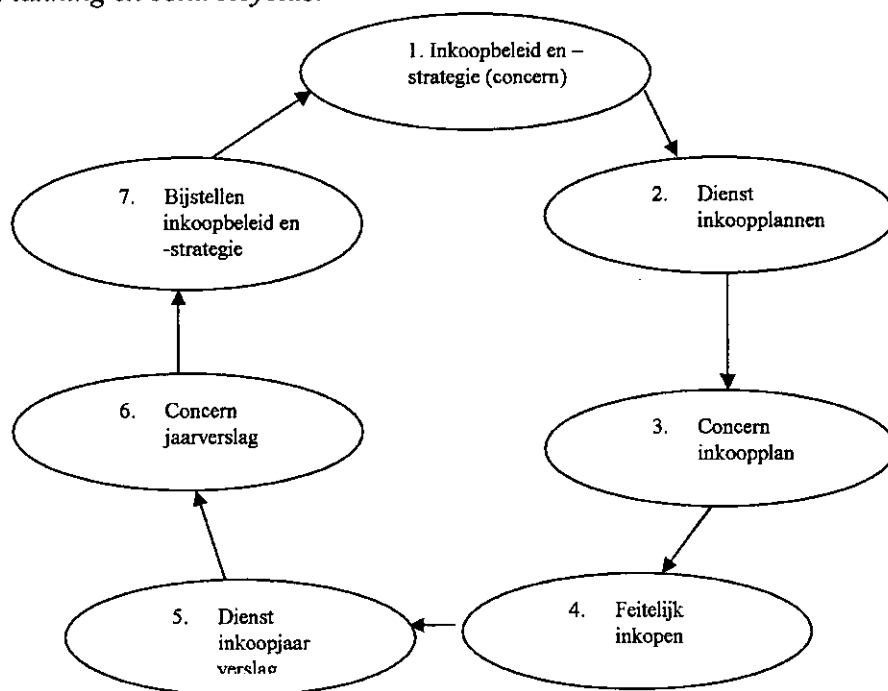 1. Inkoopbeleid en –
strategie (concern)
2. Dienst
inkoopplannen
3. Concern
inkoopplan
4. Feitelijk
inkopen
5. Dienst
inkoopjaar
verslag
6. Concern
jaarverslag
7. Bijstellen
inkoopbeleid en
-strategie